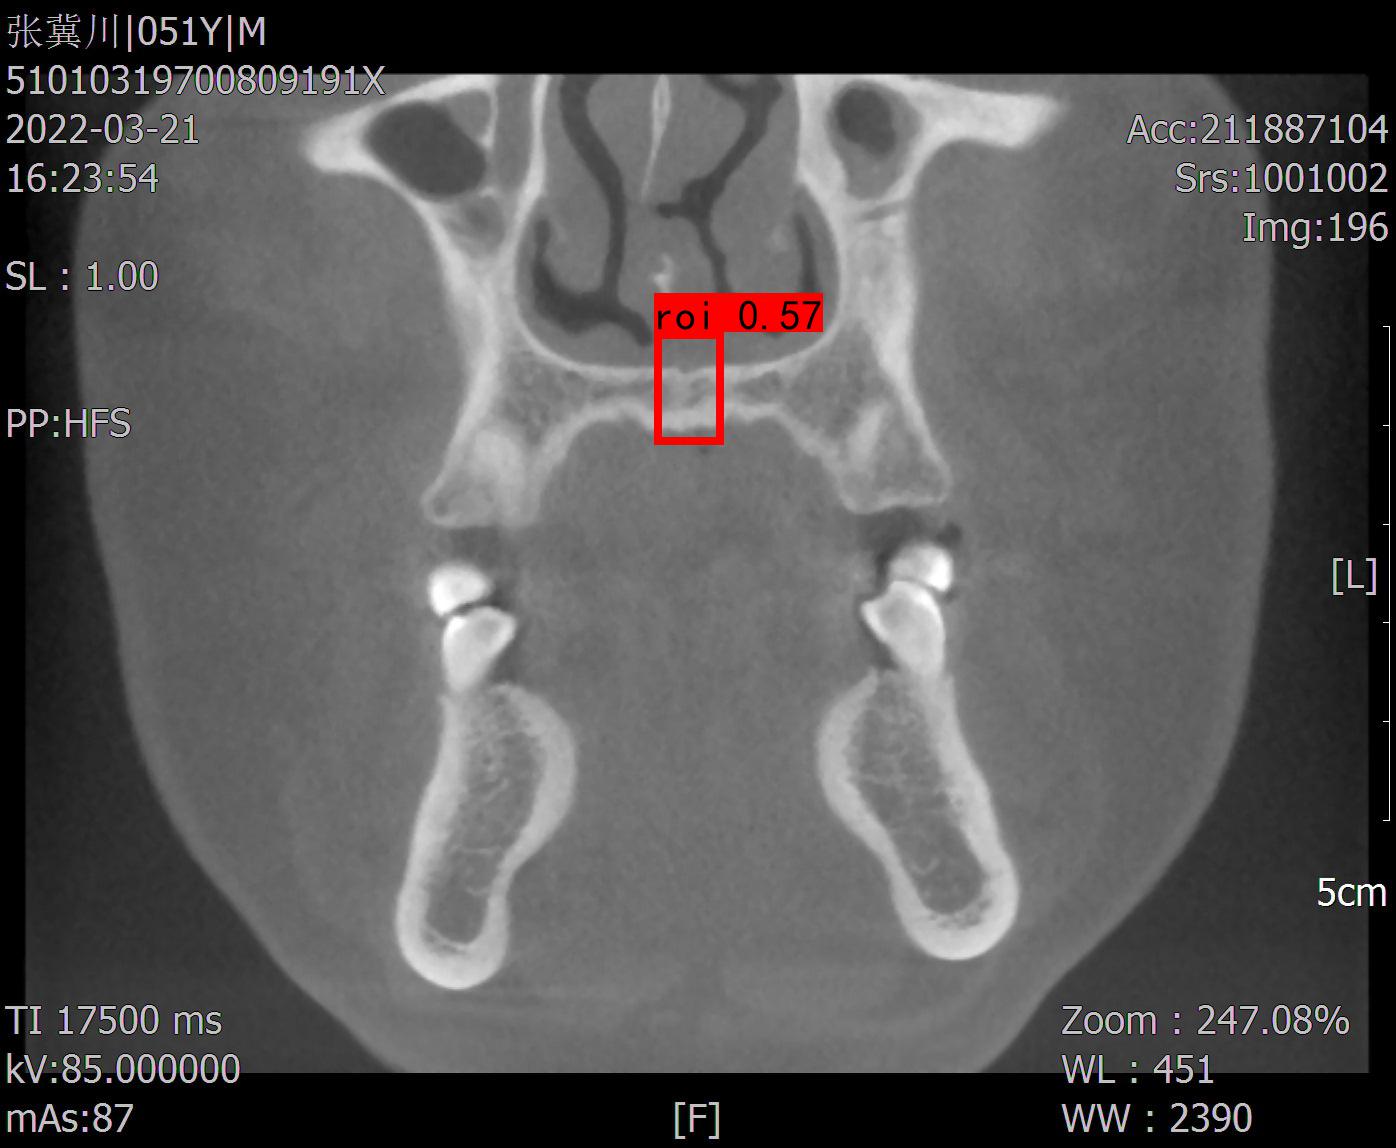 张冀川|051Y|M
51010319700809191X
2022-03-21
16:23:54
SL : 1.00
PP:HFS
Acc:211887104
Srs:1001002
Img:196
roi 0.57
[L]
5cm
TI 17500 ms
kV:85.000000
mAs:87
[F]
Zoom : 247.08%
WL : 451
WW : 2390